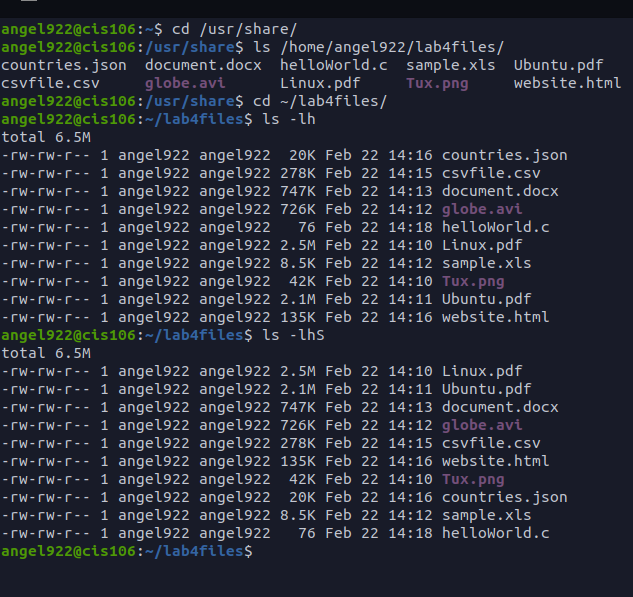 angel922@cis106:~$ cd /usr/share/
angel922@cis106:/usr/share$ ls /home/angel922/lab4files/
countries.json  document.docx  helloWorld.c  sample.xls  Ubuntu.pdf
csvfile.csv     globe.avi      Linux.pdf     Tux.png     website.html
angel922@cis106:/usr/share$ cd ~/lab4files/
angel922@cis106:~/lab4files$ ls -lh
total 6.5M
-rw-rw-r-- 1 angel922 angel922  20K Feb 22 14:16 countries.json
-rw-rw-r-- 1 angel922 angel922 278K Feb 22 14:15 csvfile.csv
-rw-rw-r-- 1 angel922 angel922 747K Feb 22 14:13 document.docx
-rw-rw-r-- 1 angel922 angel922 726K Feb 22 14:12 globe.avi
-rw-rw-r-- 1 angel922 angel922   76 Feb 22 14:18 helloWorld.c
-rw-rw-r-- 1 angel922 angel922 2.5M Feb 22 14:10 Linux.pdf
-rw-rw-r-- 1 angel922 angel922 8.5K Feb 22 14:12 sample.xls
-rw-rw-r-- 1 angel922 angel922  42K Feb 22 14:10 Tux.png
-rw-rw-r-- 1 angel922 angel922 2.1M Feb 22 14:11 Ubuntu.pdf
-rw-rw-r-- 1 angel922 angel922 135K Feb 22 14:16 website.html
angel922@cis106:~/lab4files$ ls -lhS
total 6.5M
-rw-rw-r-- 1 angel922 angel922 2.5M Feb 22 14:10 Linux.pdf
-rw-rw-r-- 1 angel922 angel922 2.1M Feb 22 14:11 Ubuntu.pdf
-rw-rw-r-- 1 angel922 angel922 747K Feb 22 14:13 document.docx
-rw-rw-r-- 1 angel922 angel922 726K Feb 22 14:12 globe.avi
-rw-rw-r-- 1 angel922 angel922 278K Feb 22 14:15 csvfile.csv
-rw-rw-r-- 1 angel922 angel922 135K Feb 22 14:16 website.html
-rw-rw-r-- 1 angel922 angel922  42K Feb 22 14:10 Tux.png
-rw-rw-r-- 1 angel922 angel922  20K Feb 22 14:16 countries.json
-rw-rw-r-- 1 angel922 angel922 8.5K Feb 22 14:12 sample.xls
-rw-rw-r-- 1 angel922 angel922   76 Feb 22 14:18 helloWorld.c
angel922@cis106:~/lab4files$